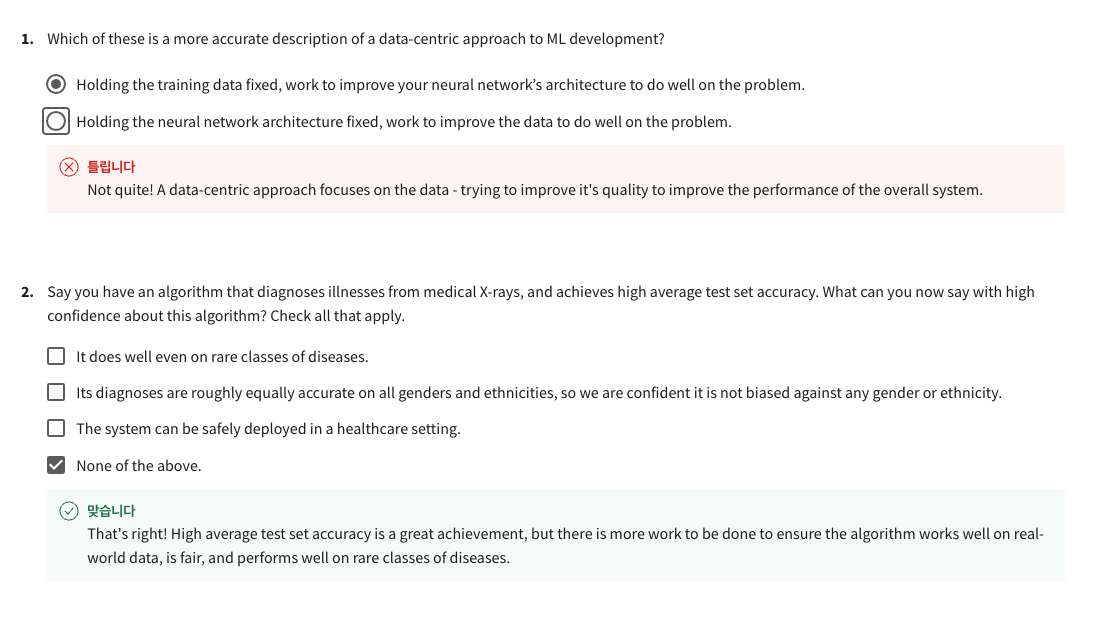 1. Which of these is a more accurate description of a data-centric approach to ML development?
Holding the training data fixed, work to improve your neural network’s architecture to do well on the problem.
Holding the neural network architecture fixed, work to improve the data to do well on the problem.
틀립니다
Not quite! A data-centric approach focuses on the data - trying to improve it's quality to improve the performance of the overall system.
2. Say you have an algorithm that diagnoses illnesses from medical X-rays, and achieves high average test set accuracy. What can you now say with high
confidence about this algorithm? Check all that apply.
It does well even on rare classes of diseases.
Its diagnoses are roughly equally accurate on all genders and ethnicities, so we are confident it is not biased against any gender or ethnicity.
The system can be safely deployed in a healthcare setting.
None of the above.
맞습니다
That's right! High average test set accuracy is a great achievement, but there is more work to be done to ensure the algorithm works well on real-
world data, is fair, and performs well on rare classes of diseases.